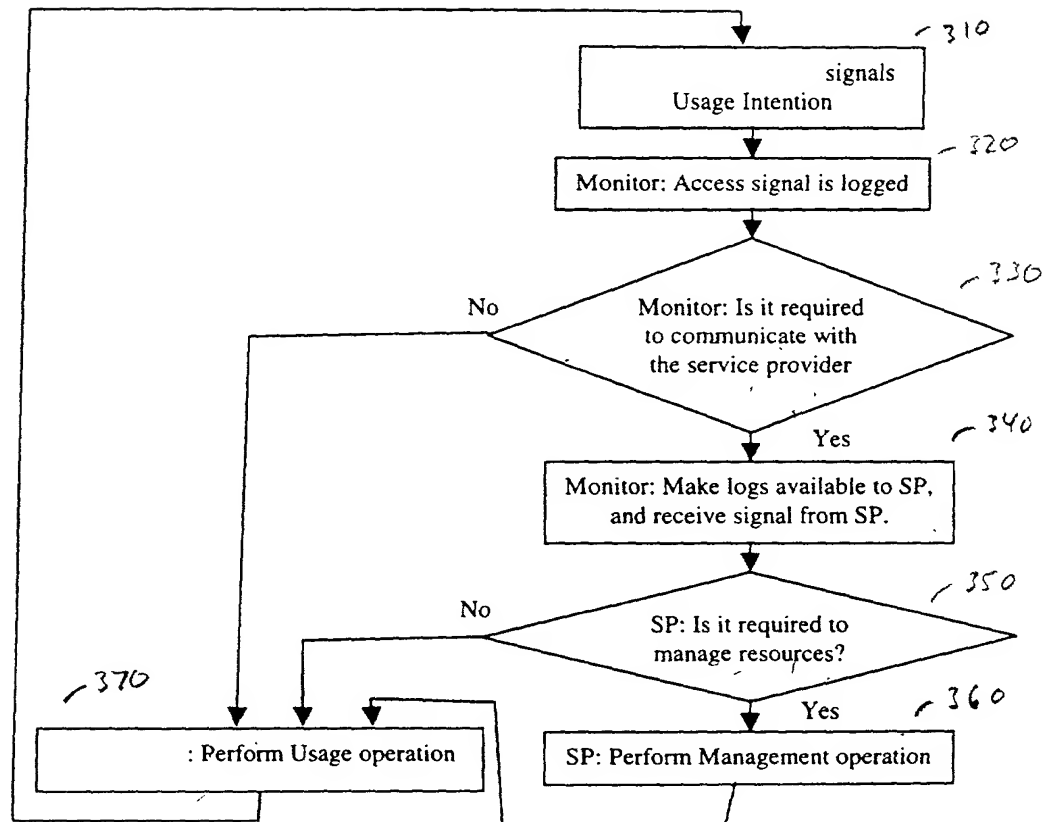 310
signals
Usage Intention
320
Monitor: Access signal is logged
330
No
Monitor: Is it required
to communicate with
the service provider
Yes
340
Monitor: Make logs available to SP,
and receive signal from SP.
350
No
SP: Is it required to
manage resources?
370
Yes
360
: Perform Usage operation
SP: Perform Management operation